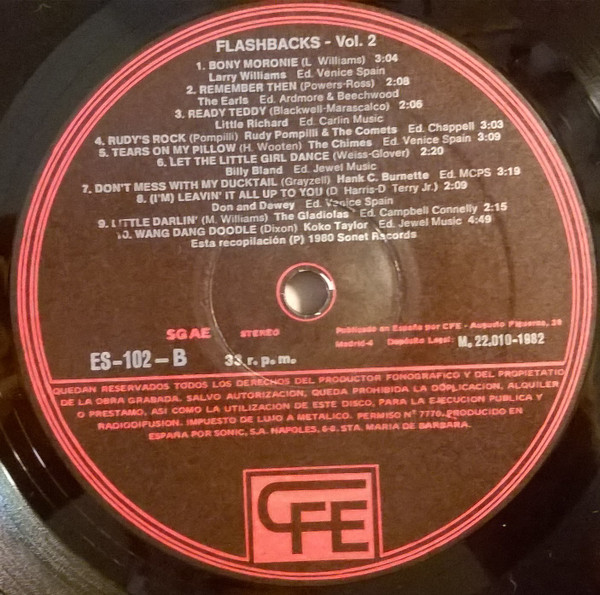 FLASHBACKS - Vol. 2
1. BONY MORONIE (L Williams) 3:04
Larry Williams Ed. Venice Spain
2. REMEMBER THEN (Powers-Ross) 2:08
The Earls Ed. Ardmore & Beechwood
3. READY TEDDY (Blackwell-Marascalco) 2:06
Little Richard Ed. Carlin Music
4. RUDY'S ROCK (Pompilli) Rudy Pompilli & The Comets Ed. Chappell 3:03
5. TEARS ON MY PILLOW (H. Wooten) The Chimes Ed. Venice Spain 3:09
6. LET THE LITTLE GIRL DANCE (Weiss-Glover) 2:20
Billy Bland Ed. Jewel Music
7. DON'T MESS WITH MY DUCKTAIL (Grayzell) Hank C. Burnette Ed. MCPS 3:19
8. (I'M) LEAVIN' IT ALL UP TO YOU (D Harris-D Terry Jr.) 2:09
Don and Dewey Ed. Venice Spain
9. LITTLE DARLIN' (M. Williams) The Gladiolas Ed. Campbell Connelly 2:15
10. WANG DANG DOODLE (Dixon) Koko Taylor Ed. Jewel Music 4:49
Esta recopilación (P) 1980 Sonet Records
SGAE STEREO
Publicado en España por CFE - Augusto Figueroa, 39
Madrid-4 Depósito Legal: M. 22.010-1982
ES-102-B 33 r. p. m.
QUEDAN RESERVADOS TODOS LOS DERECHOS DEL PRODUCTOR FONOGRAFICO Y DEL PROPIETATIO
DE LA OBRA GRABADA. SALVO AUTORIZACION, QUEDA PROHIBIDA LA DOPLICACION, ALQUILER
O PRESTAMO, ASI COMO LA UTILIZACION DE ESTE DISCO, PARA LA EJECUCION PUBLICA Y
RADIODIFUSION. IMPUESTO DE LUJO A METALICO. PERMISO Nº 7770. PRODUCIDO EN
ESPAÑA POR SONIC, S.A. NAPOLES, 6-8. STA. MARIA DE BARBARA.
CFE